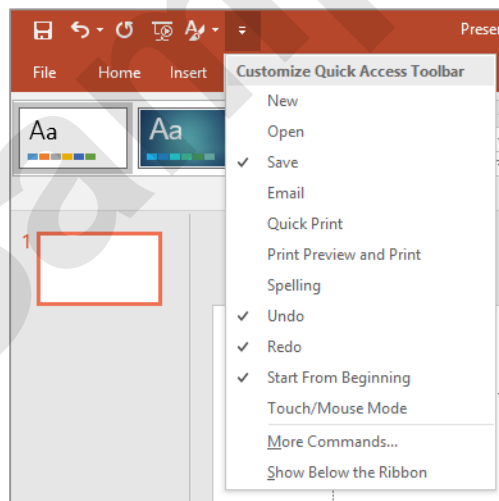 Presen
File Home Insert
Customize Quick Access Toolbar
New
Open
Save
Email
Quick Print
Print Preview and Print
Spelling
Undo
Redo
Start From Beginning
Touch/Mouse Mode
More Commands...
Show Below the Ribbon
Aa Aa
1